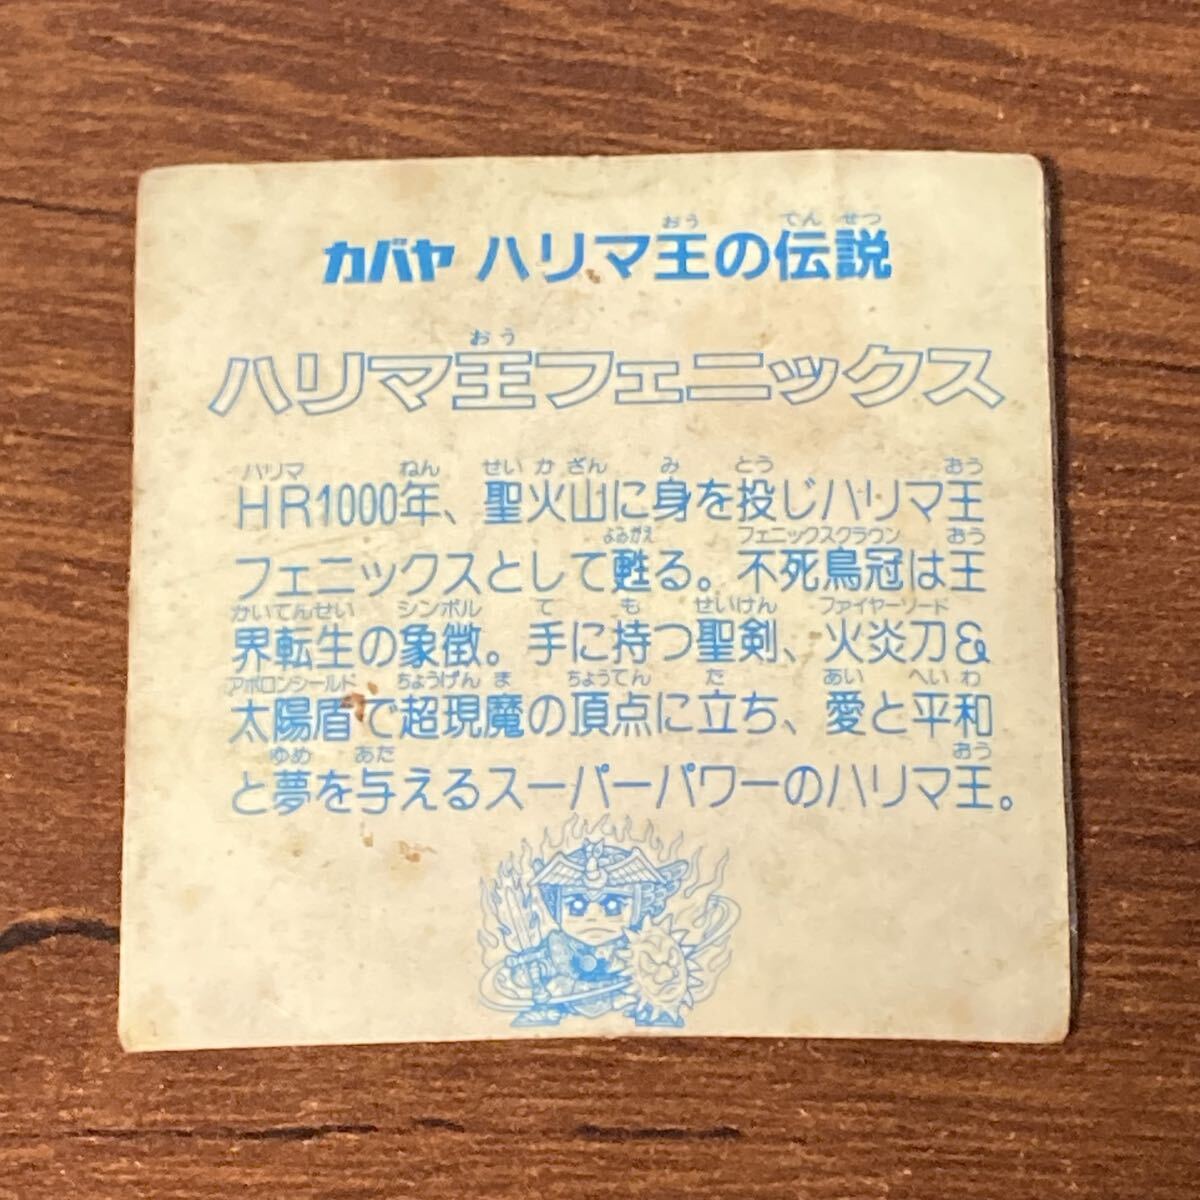 カバヤ ハリマ王の伝説
ハリマ王フェニックス
HR1000年、聖火山に身を投じハリマ王
フェニックスとして甦る。不死鳥冠は王
界転生の象徴。手に持つ聖剣、火炎刀&
太陽盾で超現魔の頂点に立ち、愛と平和
と夢を与えるスーパーパワーのハリマ王。